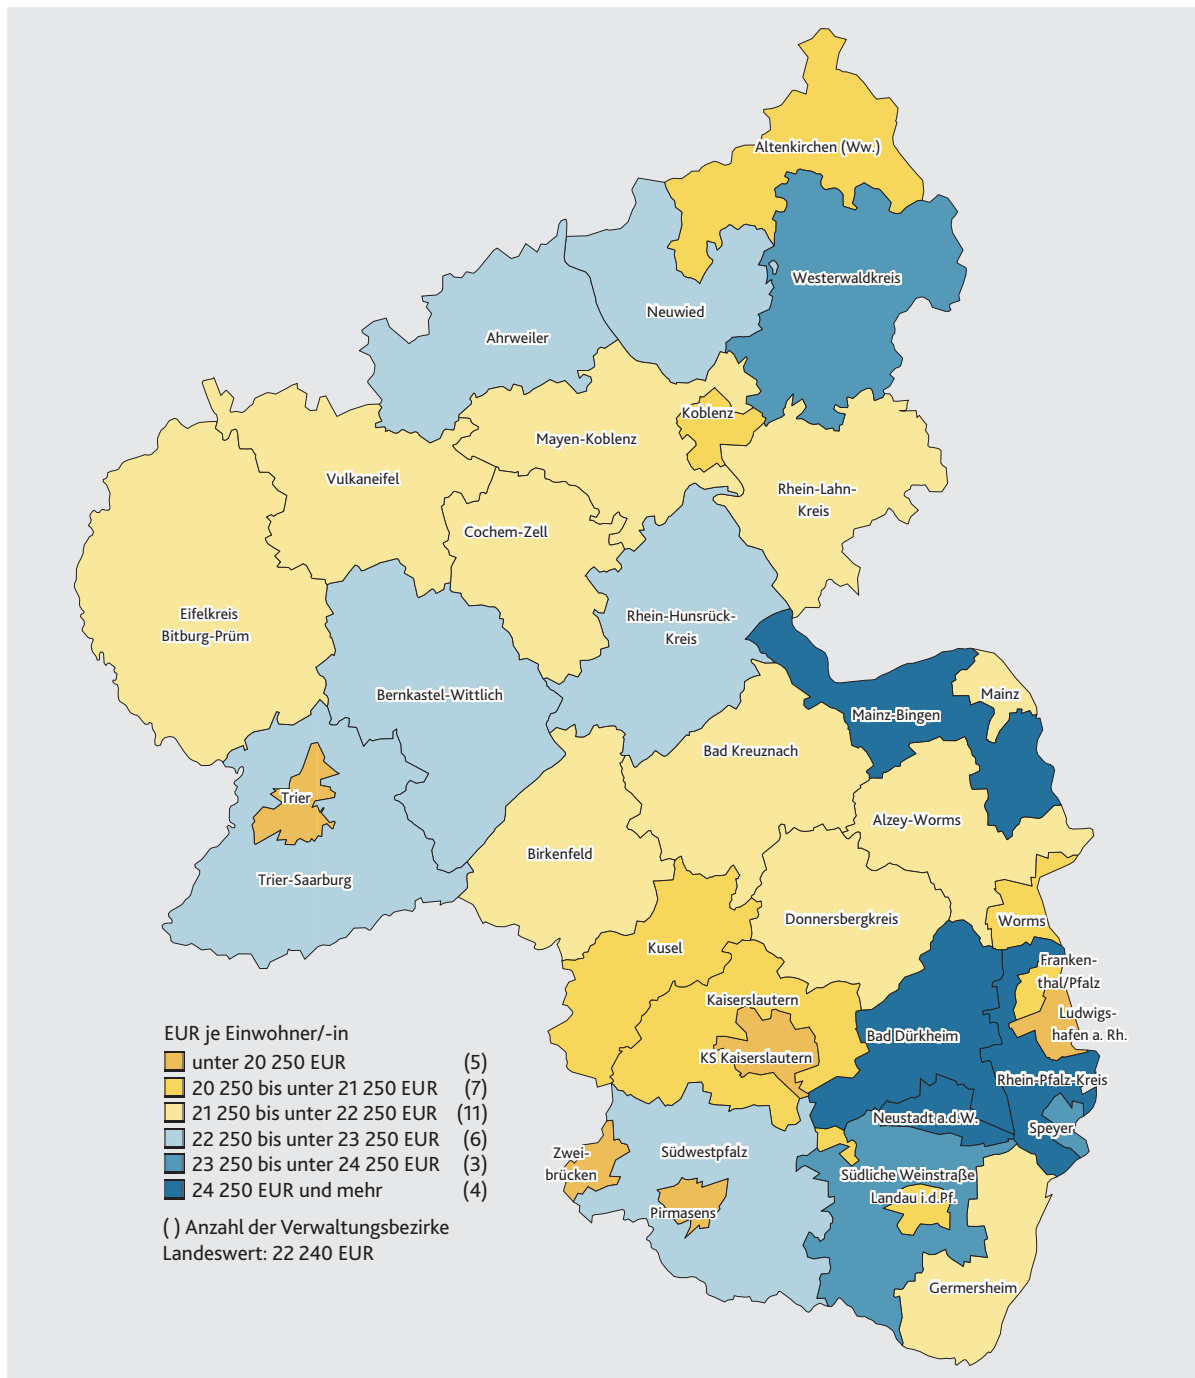 Altenkirchen (Ww.)
Westerwaldkreis
Neuwied
Ahrweiler
Koblenz
Mayen-Koblenz
Vulkaneifel
Rhein-Lahn-
Kreis
Cochem-Zell
Eifelkreis
Bitburg-Prüm
Rhein-Hunsrück-
Kreis
Bernkastel-Wittlich
Mainz
Mainz-Bingen
Bad Kreuznach
Trier
Alzey-Worms
Birkenfeld
Trier-Saarburg
Donnersbergkreis
Worms
Kusel
Franken-
thal/Pfalz
Kaiserslautern
Ludwigs-
hafen a. Rh.
Bad Dürkheim
KS Kaiserslautern
Rhein-Pfalz-Kreis
Neustadt a.d.W.
Speyer
Zwei-
brücken
Südwestpfalz
Südliche Weinstraße
Landau i.d.Pf.
Pirmasens
Germersheim
EUR je Einwohner/-in
unter 20 250 EUR (5)
20 250 bis unter 21 250 EUR (7)
21 250 bis unter 22 250 EUR (11)
22 250 bis unter 23 250 EUR (6)
23 250 bis unter 24 250 EUR (3)
24 250 EUR und mehr (4)
( ) Anzahl der Verwaltungsbezirke
Landeswert: 22 240 EUR